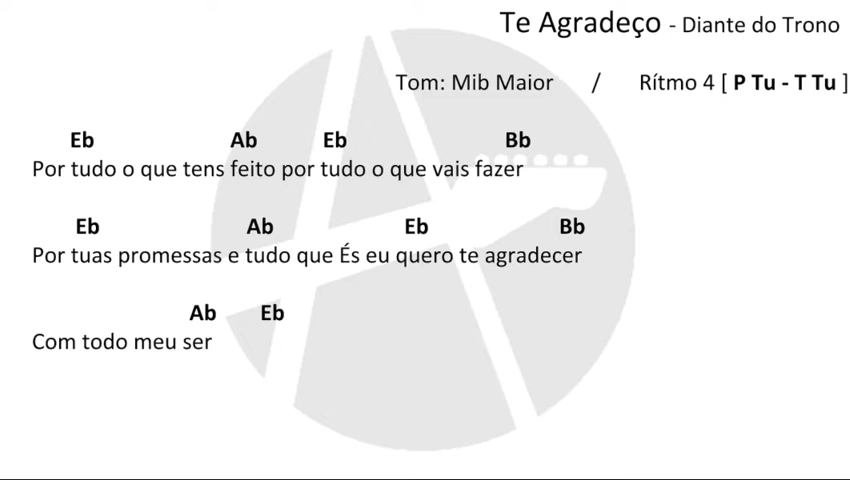 Te Agradeço - Diante do Trono
Tom: Mib Maior / Rítmo 4 [ P Tu - T Tu ]
Eb Ab Eb Bb
Por tudo o que tens feito por tudo o que vais fazer
Eb Ab Eb Bb
Por tuas promessas e tudo que És eu quero te agradecer
Ab Eb
Com todo meu ser